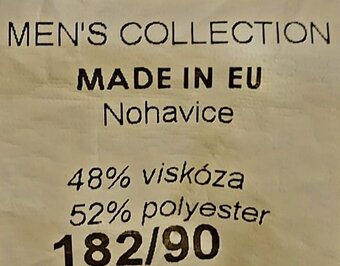 MEN'S COLLECTION
MADE IN EU
Nohavice
48% viskóza
52% polyester
182/90